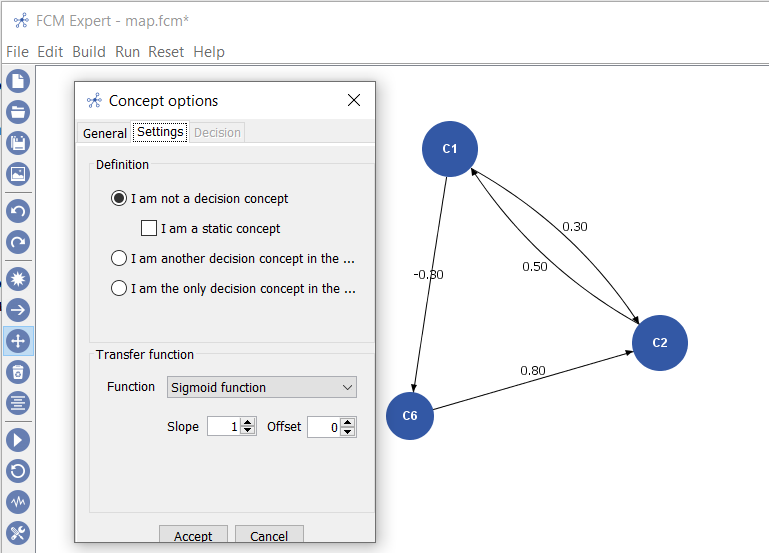 FCM Expert - map.fcm*
File Edit Build Run Reset Help
Concept options
General Settings Decision
Definition
I am not a decision concept
I am a static concept
I am another decision concept in the ...
I am the only decision concept in the ...
Transfer function
Function Sigmoid function
Slope 1 Offset 0
Accept Cancel
C1
0.30
0.50
-0.30
C2
0.80
C6